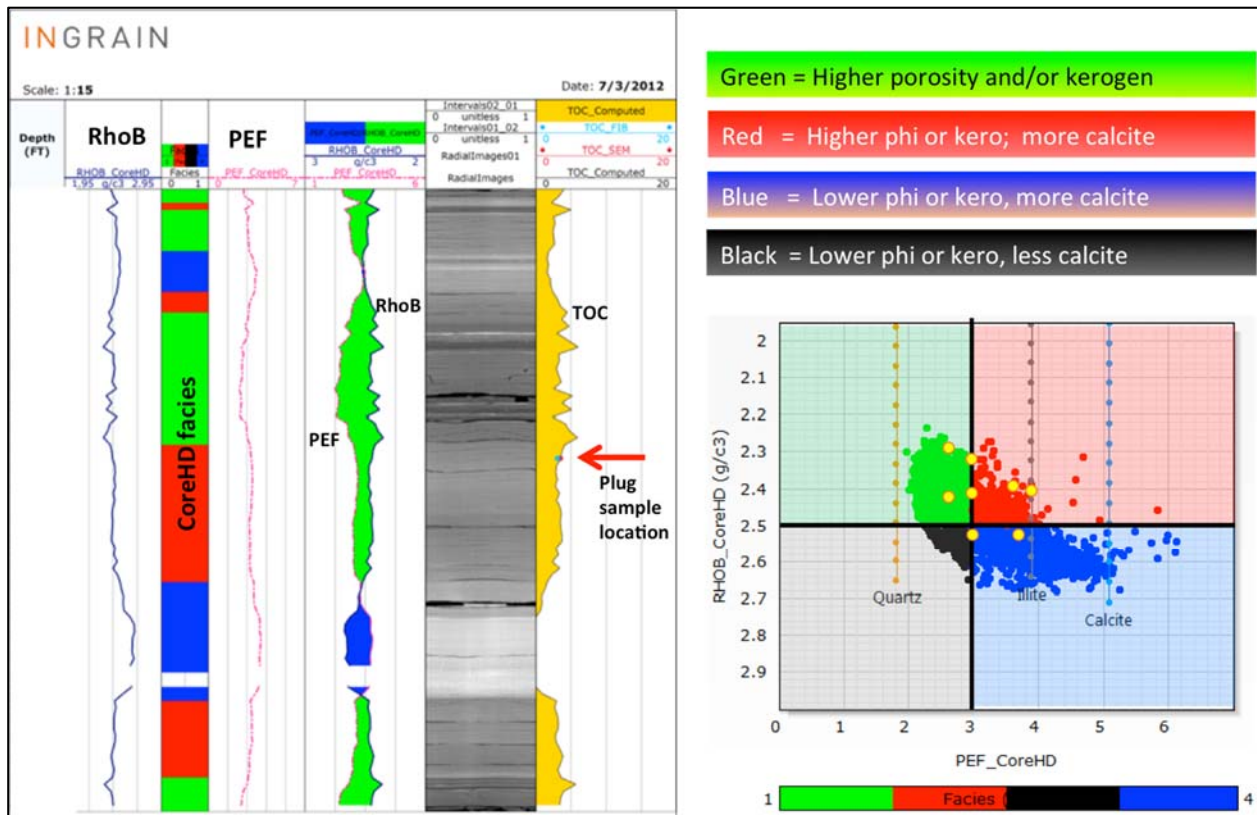 INGRAIN
Scale: 1:15
Date: 7/3/2012
Depth
(FT)
RhoB
RHOB_CoreHD
1.95 g/c3 2.95
Facies
0 1
PEF
PEF_CoreHD
0 7
PEF_CoreHD RHOB_CoreHD
RHOB_CoreHD
3 g/c3 2
PEF_CoreHD
1 6
Intervals02_01
0 unitless 1
Intervals01_02
0 unitless 1
RadialImages01
RadialImages
TOC_Computed
TOC_FIB
0 20
TOC_SEM
0 20
TOC_Computed
0 20
CoreHD facies
RhoB
PEF
TOC
Plug
sample
location
Green = Higher porosity and/or kerogen
Red = Higher phi or kero; more calcite
Blue = Lower phi or kero, more calcite
Black = Lower phi or kero, less calcite
RHOB_CoreHD (g/c3)
2
2.1
2.2
2.3
2.4
2.5
2.6
2.7
2.8
2.9
Quartz
Illite
Calcite
0 1 2 3 4 5 6
PEF_CoreHD
1 Facies ( 4